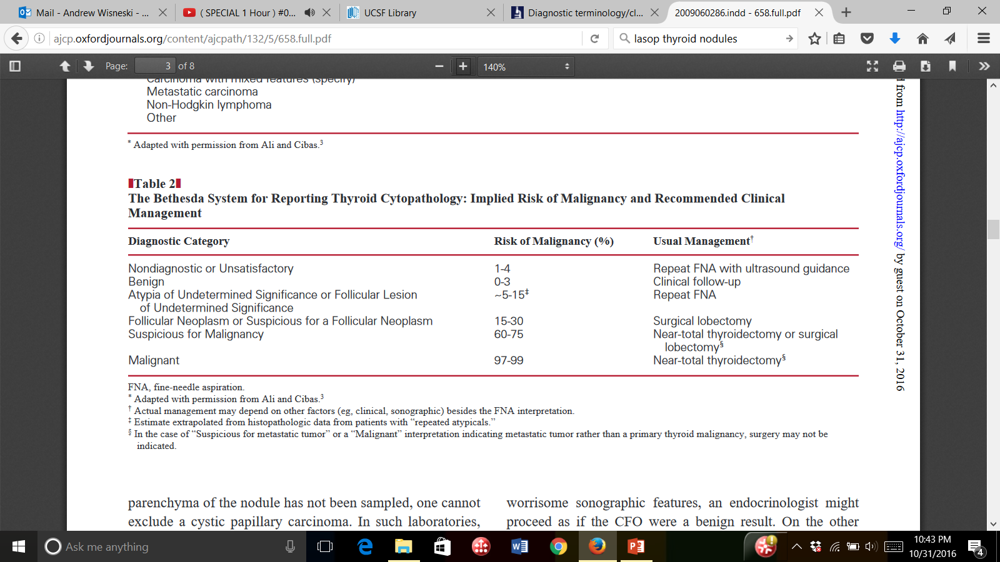 Mail - Andrew Wisneski - ...
( SPECIAL 1 Hour ) #0...
UCSF Library
Diagnostic terminology/cl...
2009060286.indd - 658.full.pdf
ajcp.oxfordjournals.org/content/ajcpath/132/5/658.full.pdf
lasop thyroid nodules
Page: 3 of 8
140%
Carcinoma with mixed features (specify)
Metastatic carcinoma
Non-Hodgkin lymphoma
Other
* Adapted with permission from Ali and Cibas.3
Table 2
The Bethesda System for Reporting Thyroid Cytopathology: Implied Risk of Malignancy and Recommended Clinical
Management
Diagnostic Category Risk of Malignancy (%) Usual Management†
Nondiagnostic or Unsatisfactory 1-4 Repeat FNA with ultrasound guidance
Benign 0-3 Clinical follow-up
Atypia of Undetermined Significance or Follicular Lesion ~5-15‡ Repeat FNA
of Undetermined Significance
Follicular Neoplasm or Suspicious for a Follicular Neoplasm 15-30 Surgical lobectomy
Suspicious for Malignancy 60-75 Near-total thyroidectomy or surgical
lobectomy§
Malignant 97-99 Near-total thyroidectomy§
FNA, fine-needle aspiration.
* Adapted with permission from Ali and Cibas.3
† Actual management may depend on other factors (eg, clinical, sonographic) besides the FNA interpretation.
‡ Estimate extrapolated from histopathologic data from patients with “repeated atypicals.”
§ In the case of “Suspicious for metastatic tumor” or a “Malignant” interpretation indicating metastatic tumor rather than a primary thyroid malignancy, surgery may not be
indicated.
parenchyma of the nodule has not been sampled, one cannot
exclude a cystic papillary carcinoma. In such laboratories,
worrisome sonographic features, an endocrinologist might
proceed as if the CFO were a benign result. On the other
from http://ajcp.oxfordjournals.org/ by guest on October 31, 2016
Ask me anything
10:43 PM
10/31/2016
4